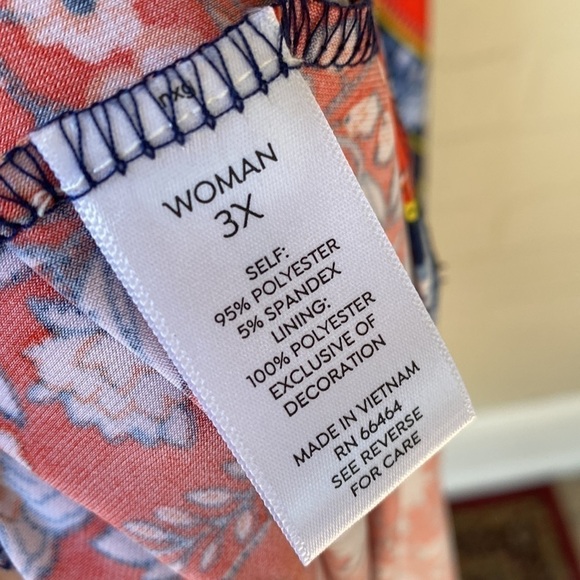 WOMAN
3X
SELF:
95% POLYESTER
5% SPANDEX
LINING:
100% POLYESTER
EXCLUSIVE OF
DECORATION
MADE IN VIETNAM
RN 66464
SEE REVERSE
FOR CARE